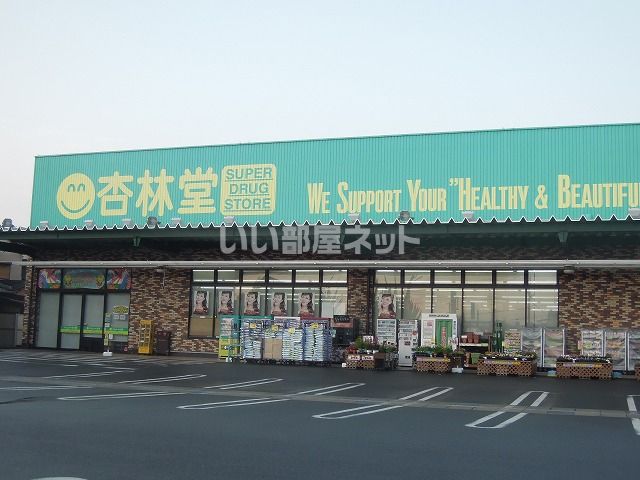 杏林堂
SUPER
DRUG
STORE
WE SUPPORT YOUR "HEALTHY & BEAUTIFU
いい部屋ネット